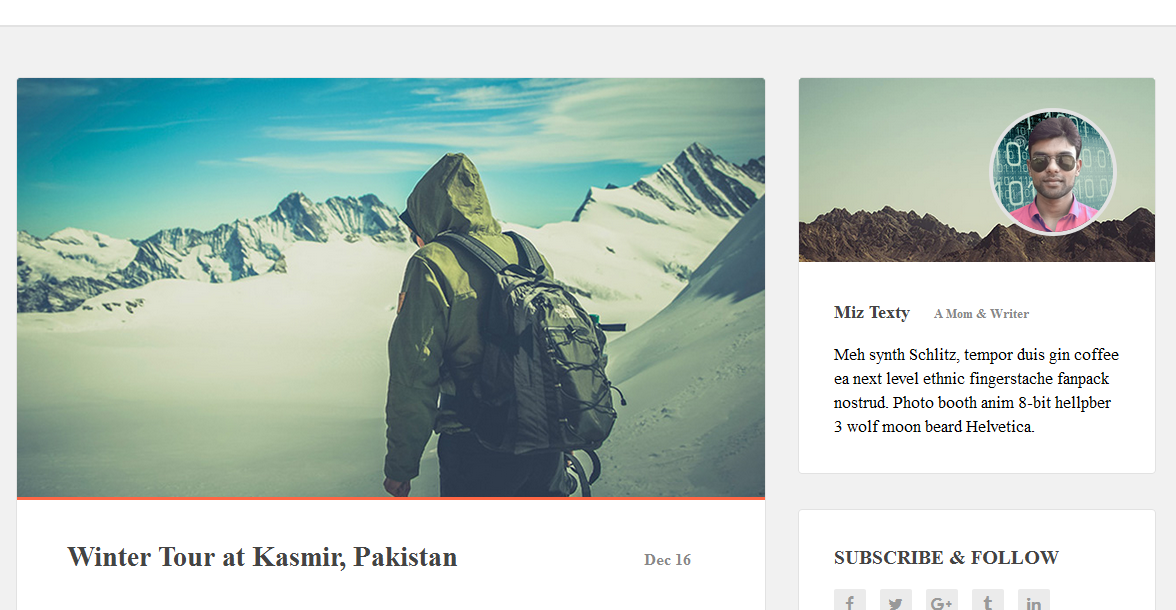 Winter Tour at Kasmir, Pakistan
Dec 16
Miz Texty
A Mom & Writer
Meh synth Schlitz, tempor duis gin coffee
ea next level ethnic fingerstache fanpack
nostrud. Photo booth anim 8-bit hellpber
3 wolf moon beard Helvetica.
SUBSCRIBE & FOLLOW